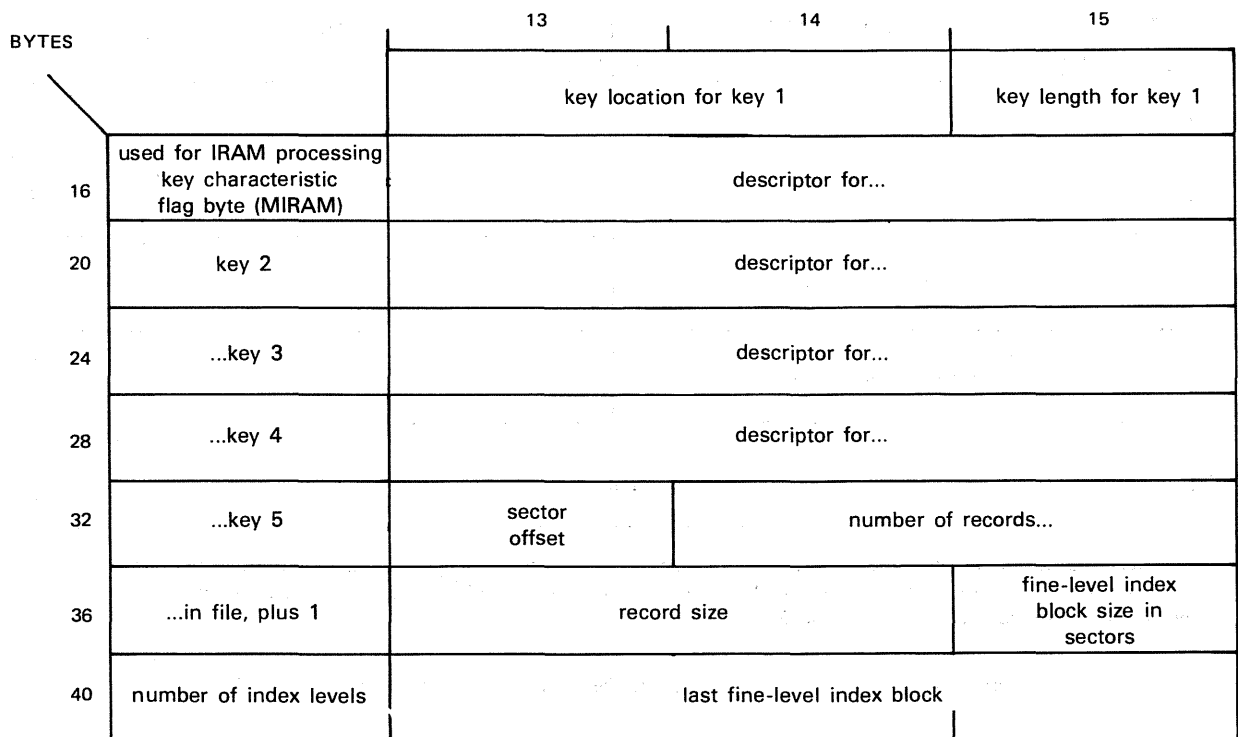 13 14 15
BYTES
key location for key 1 key length for key 1
16
used for IRAM processing
key characteristic
flag byte (MIRAM)
descriptor for...
20 key 2 descriptor for...
24 ...key 3 descriptor for...
28 ...key 4 descriptor for...
32 ...key 5
sector
offset
number of records...
36 ...in file, plus 1 record size
fine-level index
block size in
sectors
40 number of index levels last fine-level index block